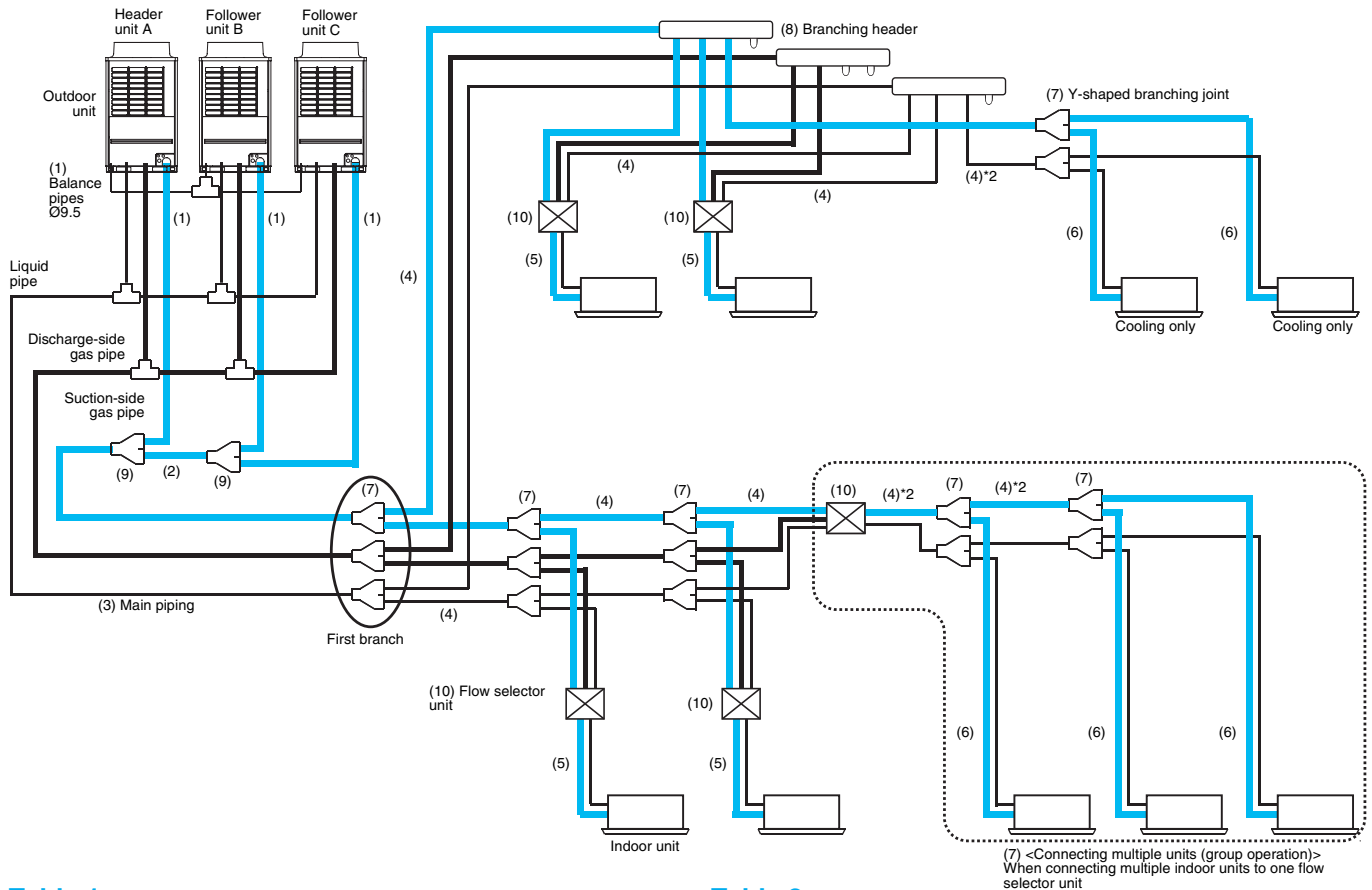 Header
unit A
Follower
unit B
Follower
unit C
(8) Branching header
Outdoor
unit
(7) Y-shaped branching joint
(1)
Balance
pipes
Ø9.5
(1)
(1)
(1)
(4)
(4)
(4)*2
(10)
(10)
(6)
(6)
(5)
(5)
Liquid
pipe
(4)
Cooling only
Cooling only
Discharge-side
gas pipe
Suction-side
gas pipe
(9)
(2)
(9)
(7)
(7)
(4)
(7)
(4)
(10)
(4)*2
(7)
(4)*2
(7)
(3) Main piping
(4)
First branch
(10) Flow selector
unit
(10)
(5)
(5)
(6)
(6)
(6)
Indoor unit
(7) <Connecting multiple units (group operation)>
When connecting multiple indoor units to one flow
selector unit